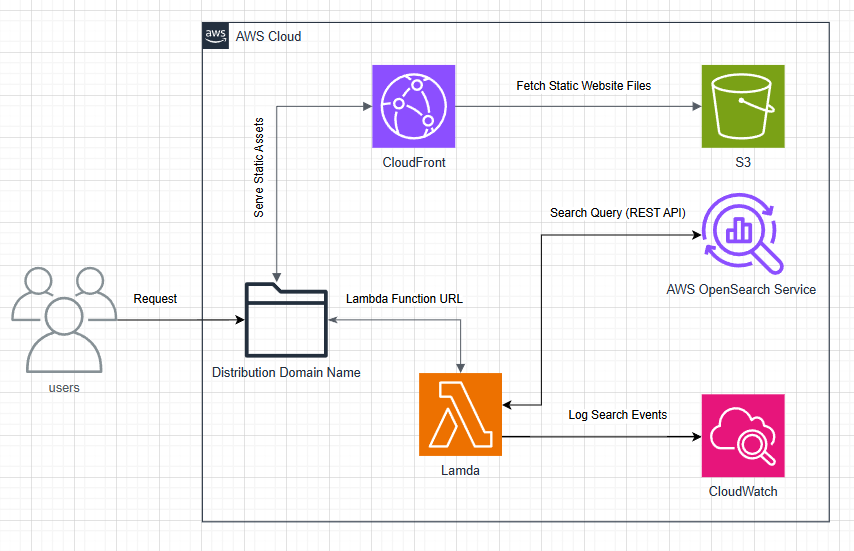 aws
AWS Cloud
Fetch Static Website Files
CloudFront
S3
Serve Static Assets
Search Query (REST API)
AWS OpenSearch Service
Request
Lambda Function URL
Distribution Domain Name
users
Log Search Events
Lamda
CloudWatch